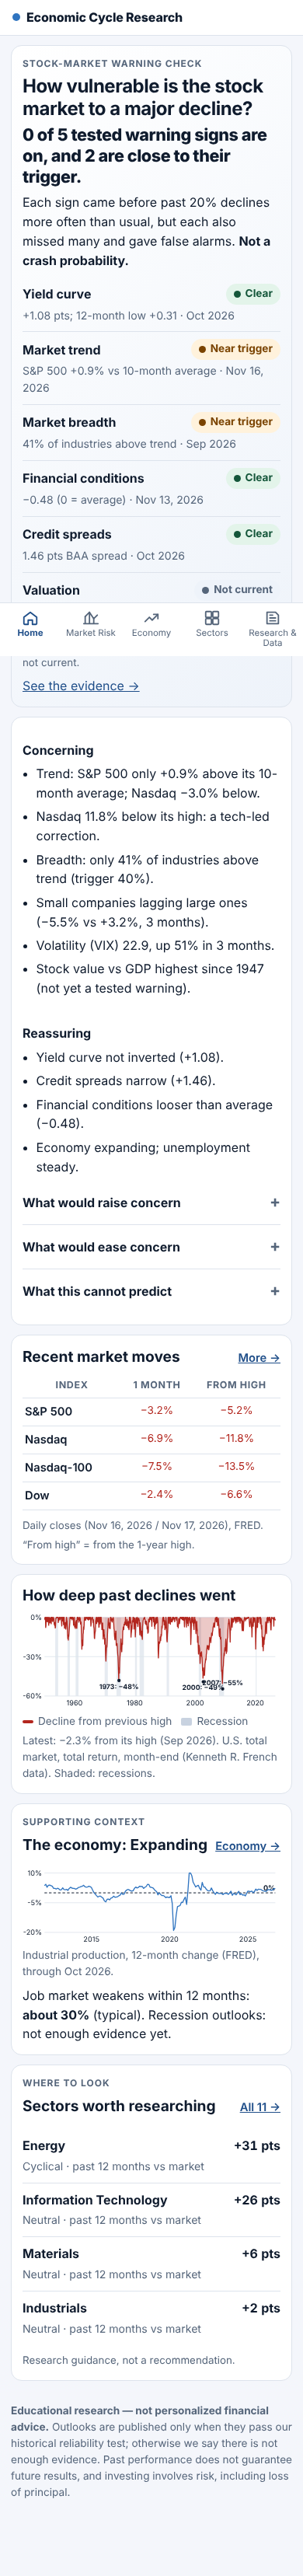 Economic Cycle Research
STOCK-MARKET WARNING CHECK
How vulnerable is the stock
market to a major decline?
0 of 5 tested warning signs are
on, and 2 are close to their
trigger.
Each sign came before past 20% declines
more often than usual, but each also
missed many and gave false alarms. Not a
crash probability.
Yield curve
Clear
+1.08 pts; 12-month low +0.31 · Oct 2026
Market trend
Near trigger
S&P 500 +0.9% vs 10-month average · Nov 16,
2026
Market breadth
Near trigger
41% of industries above trend · Sep 2026
Financial conditions
Clear
−0.48 (0 = average) · Nov 13, 2026
Credit spreads
Clear
1.46 pts BAA spread · Oct 2026
Valuation
Not current
Home
Market Risk
Economy
Sectors
Research &
Data
not current.
See the evidence →
Concerning
• Trend: S&P 500 only +0.9% above its 10-
month average; Nasdaq −3.0% below.
• Nasdaq 11.8% below its high: a tech-led
correction.
• Breadth: only 41% of industries above
trend (trigger 40%).
• Small companies lagging large ones
(−5.5% vs +3.2%, 3 months).
• Volatility (VIX) 22.9, up 51% in 3 months.
• Stock value vs GDP highest since 1947
(not yet a tested warning).
Reassuring
• Yield curve not inverted (+1.08).
• Credit spreads narrow (+1.46).
• Financial conditions looser than average
(−0.48).
• Economy expanding; unemployment
steady.
What would raise concern +
What would ease concern +
What this cannot predict +
Recent market moves
More →
INDEX 1 MONTH FROM HIGH
S&P 500 −3.2% −5.2%
Nasdaq −6.9% −11.8%
Nasdaq-100 −7.5% −13.5%
Dow −2.4% −6.6%
Daily closes (Nov 16, 2026 / Nov 17, 2026), FRED.
"From high" = from the 1-year high.
How deep past declines went
0%
−30%
−60%
1973: −48%
2000: −49%
2007: −55%
1960 1980 2000 2020
Decline from previous high
Recession
Latest: −2.3% from its high (Sep 2026). U.S. total
market, total return, month-end (Kenneth R. French
data). Shaded: recessions.
SUPPORTING CONTEXT
The economy: Expanding
Economy →
10%
−5%
−20%
0%
2015 2020 2025
Industrial production, 12-month change (FRED),
through Oct 2026.
Job market weakens within 12 months:
about 30% (typical). Recession outlooks:
not enough evidence yet.
WHERE TO LOOK
Sectors worth researching
All 11 →
Energy +31 pts
Cyclical · past 12 months vs market
Information Technology +26 pts
Neutral · past 12 months vs market
Materials +6 pts
Neutral · past 12 months vs market
Industrials +2 pts
Neutral · past 12 months vs market
Research guidance, not a recommendation.
Educational research — not personalized financial
advice. Outlooks are published only when they pass our
historical reliability test; otherwise we say there is not
enough evidence. Past performance does not guarantee
future results, and investing involves risk, including loss
of principal.